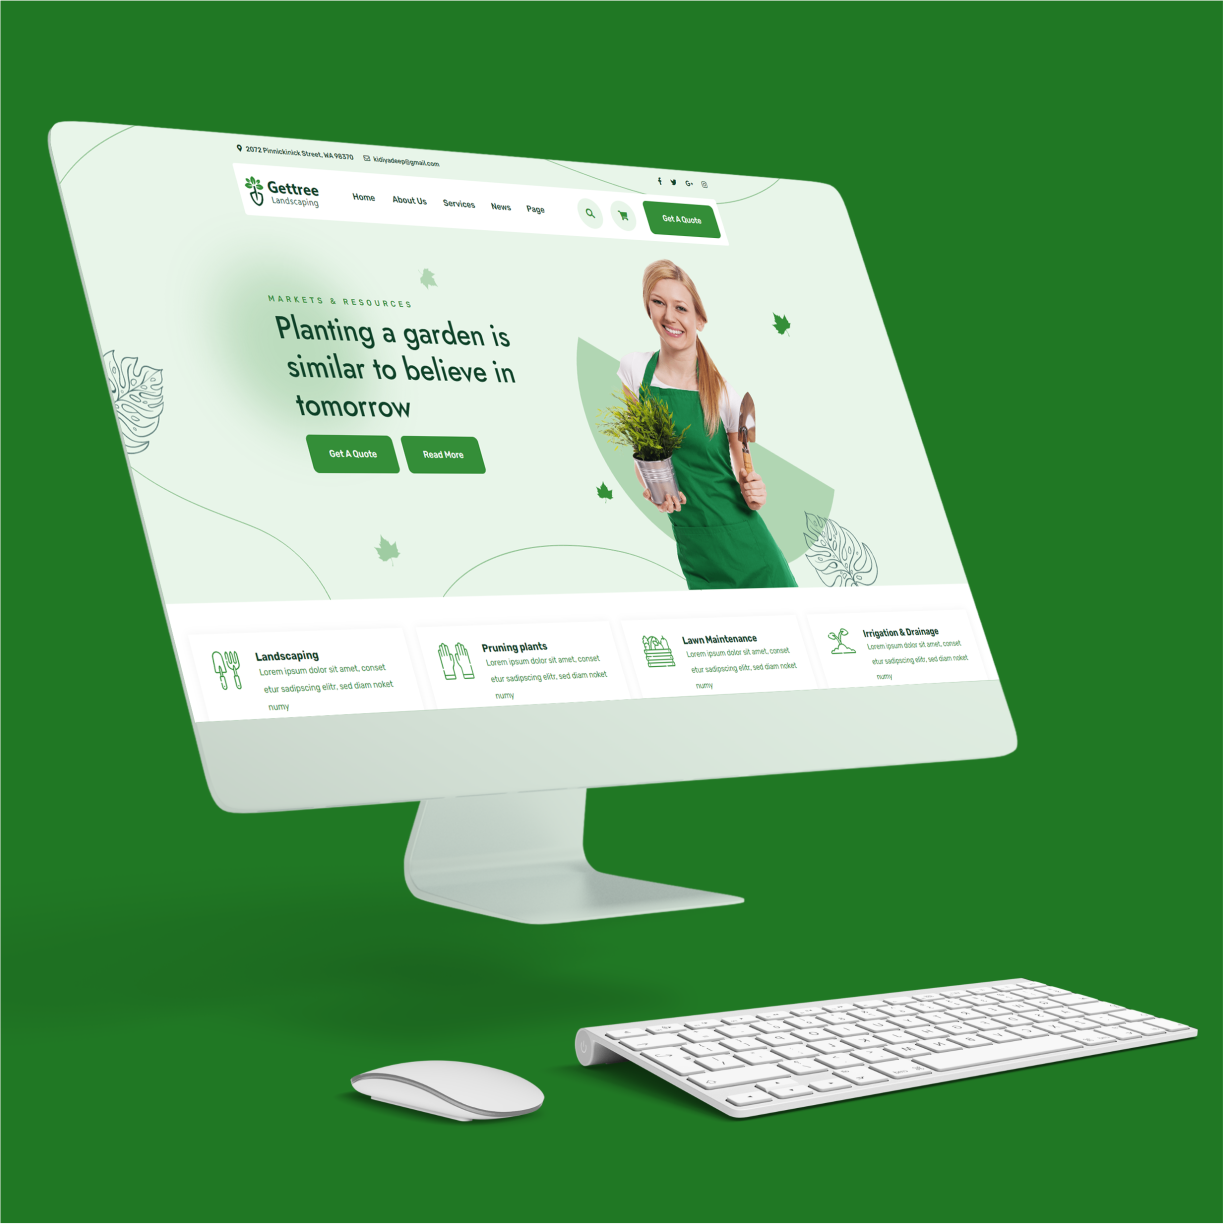 2072 Pinnickinick Street, WA 98370
kidiyadeep@gmail.com
Gettree
Landscaping
Home
About Us
Services
News
Page
Get A Quote
MARKETS & RESOURCES
Planting a garden is
similar to believe in
tomorrow
Get A Quote
Read More
Landscaping
Lorem ipsum dolor sit amet, conset
etur sadipscing elitr, sed diam noket
numy
Pruning plants
Lorem ipsum dolor sit amet, conset
etur sadipscing elitr, sed diam noket
numy
Lawn Maintenance
Lorem ipsum dolor sit amet, conset
etur sadipscing elitr, sed diam noket
numy
Irrigation & Drainage
Lorem ipsum dolor sit amet, conset
etur sadipscing elitr, sed diam noket
numy